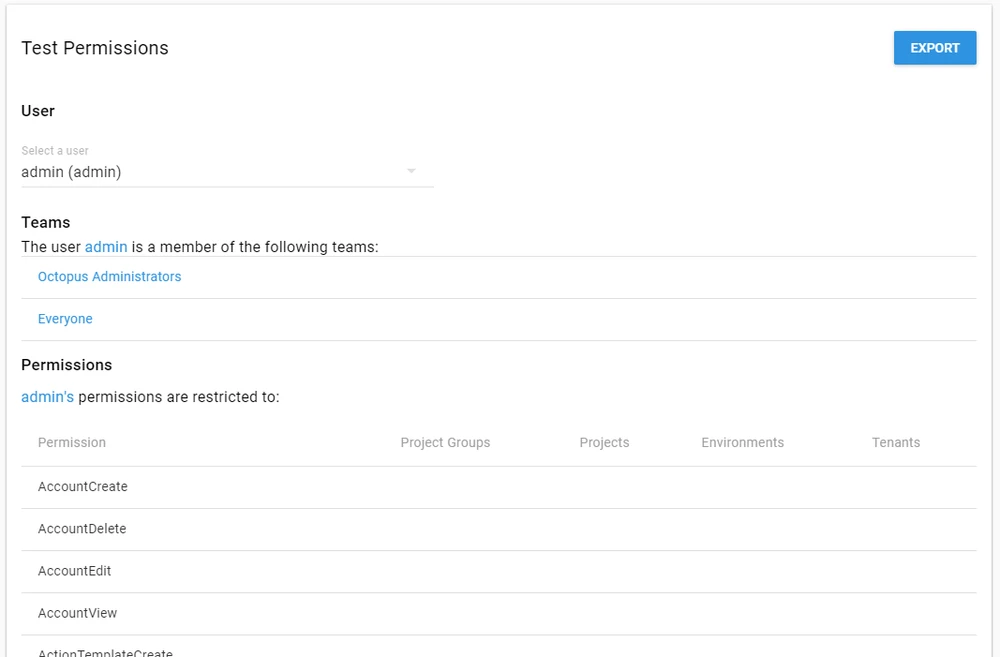 Test Permissions
EXPORT
User
Select a user
admin (admin)
Teams
The user admin is a member of the following teams:
Octopus Administrators
Everyone
Permissions
admin's permissions are restricted to:
Permission Project Groups Projects Environments Tenants
AccountCreate
AccountDelete
AccountEdit
AccountView
ActionTemplateCreate